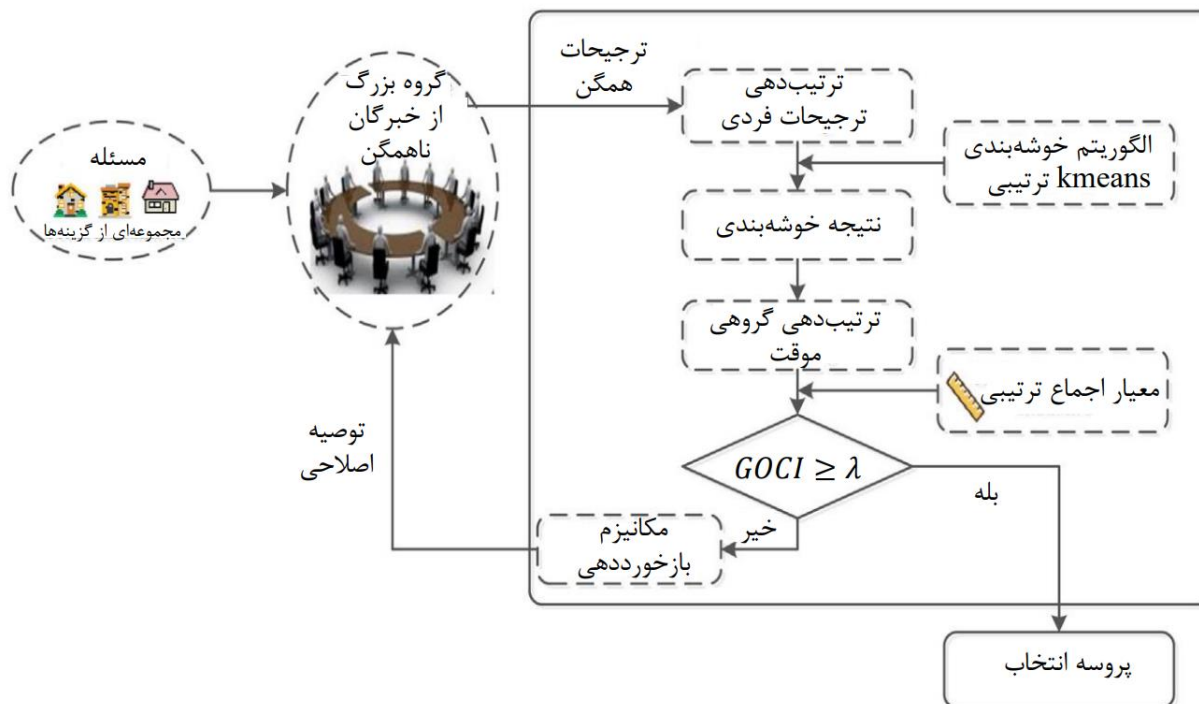 مسئله
مجموعه‌ای از گزینه‌ها
گروه بزرگ
از خبرگان
ناهمگن
ترجیحات
همگن
ترتیب‌دهی
ترجیحات فردی
الگوریتم خوشه‌بندی
kmeans ترتیبی
نتیجه خوشه‌بندی
ترتیب‌دهی گروهی
موقت
معیار اجماع ترتیبی
GOCI ≥ λ
بله
خیر
مکانیزم
بازخورددهی
توصیه
اصلاحی
پروسه انتخاب